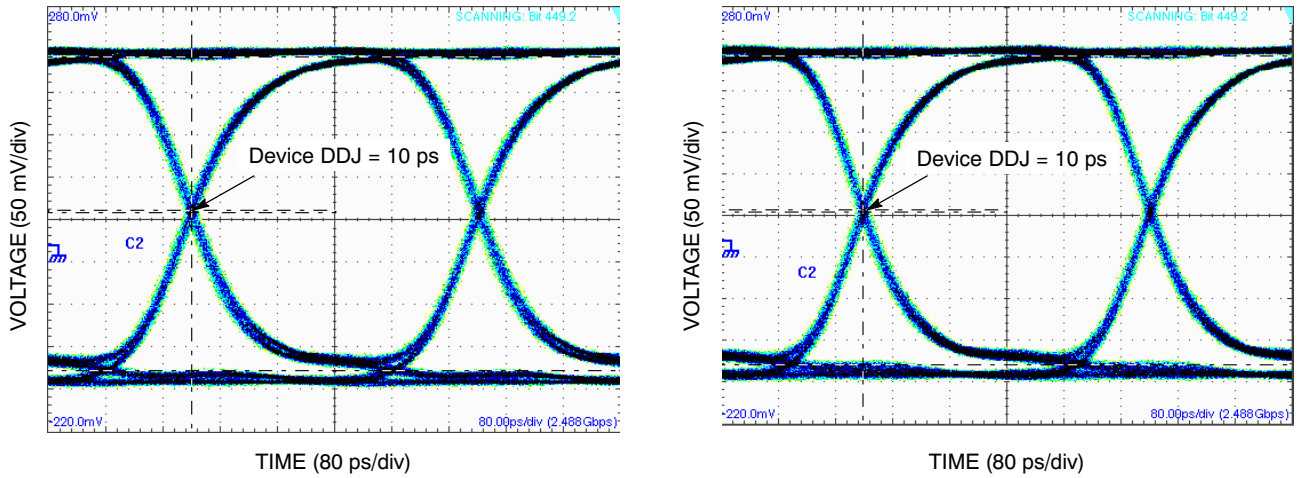 280.0mV
SCANNING: Bit 449.2
Device DDJ = 10 ps
C2
VOLTAGE (50 mV/div)
-220.0mV
80.00ps/div (2.488Gbps)
TIME (80 ps/div)
280.0mV
SCANNING: Bit 449.2
Device DDJ = 10 ps
C2
VOLTAGE (50 mV/div)
-220.0mV
80.00ps/div (2.488Gbps)
TIME (80 ps/div)